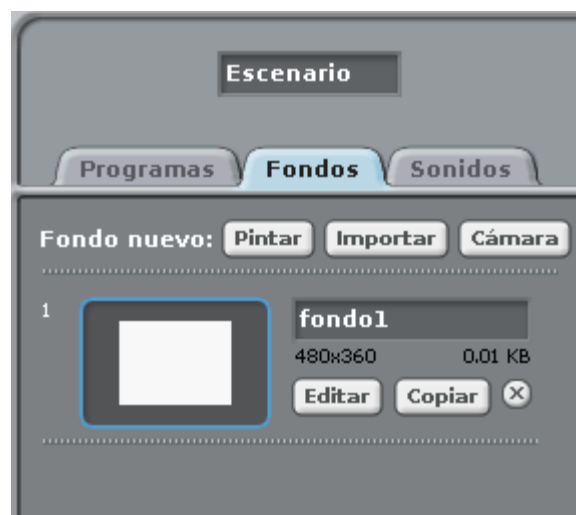 Escenario
Programas Fondos Sonidos
Fondo nuevo: Pintar Importar Cámara
1
fondo1
480x360 0.01 KB
Editar Copiar